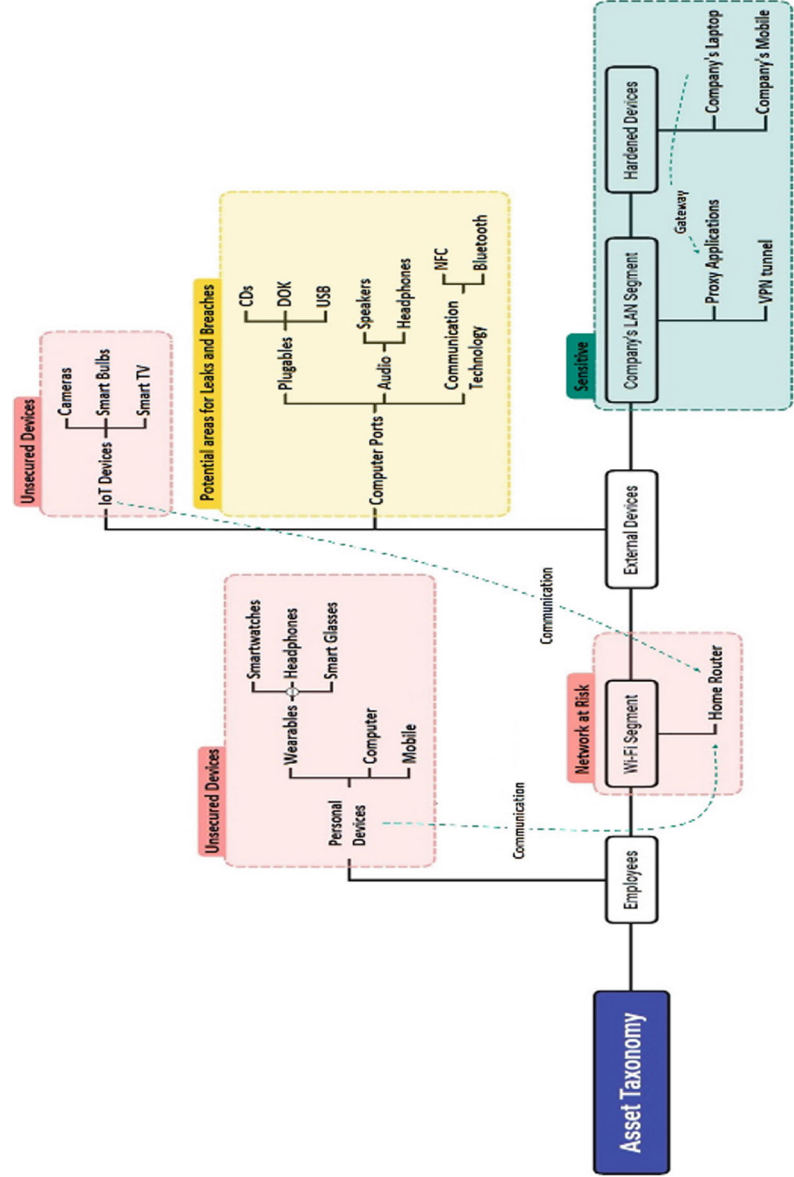 Asset Taxonomy
Employees
Unsecured Devices
Personal
Devices
Wearables
Smartwatches
Headphones
Smart Glasses
Computer
Mobile
Communication
Network at Risk
Wi-Fi Segment
Home Router
Communication
External Devices
Unsecured Devices
IoT Devices
Cameras
Smart Bulbs
Smart TV
Potential areas for Leaks and Breaches
Computer Ports
Plugables
CDs
DOK
USB
Audio
Speakers
Headphones
Communication
Technology
NFC
Bluetooth
Sensitive
Company's LAN Segment
Proxy Applications
VPN tunnel
Gateway
Hardened Devices
Company's Laptop
Company's Mobile